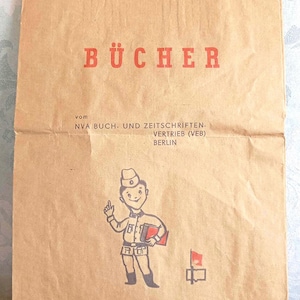 BÜCHER
vom
NVA BUCH- UND ZEITSCHRIFTEN-
VERTRIEB (VEB)
BERLIN